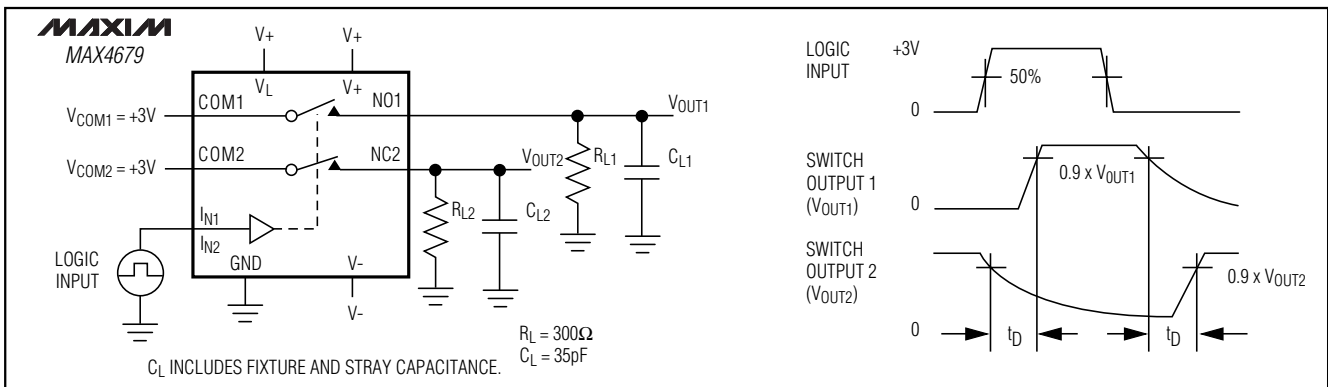 MAXIM
MAX4679
V+
V+
VL
V+
COM1
NO1
VCOM1 = +3V
VOUT1
COM2
NC2
VCOM2 = +3V
VOUT2
RL1
CL1
RL2
CL2
IN1
IN2
LOGIC
INPUT
GND
V-
V-
RL = 300Ω
CL = 35pF
CL INCLUDES FIXTURE AND STRAY CAPACITANCE.
LOGIC
INPUT
+3V
50%
0
SWITCH
OUTPUT 1
(VOUT1)
0.9 x VOUT1
0
SWITCH
OUTPUT 2
(VOUT2)
0.9 x VOUT2
0
tD
tD